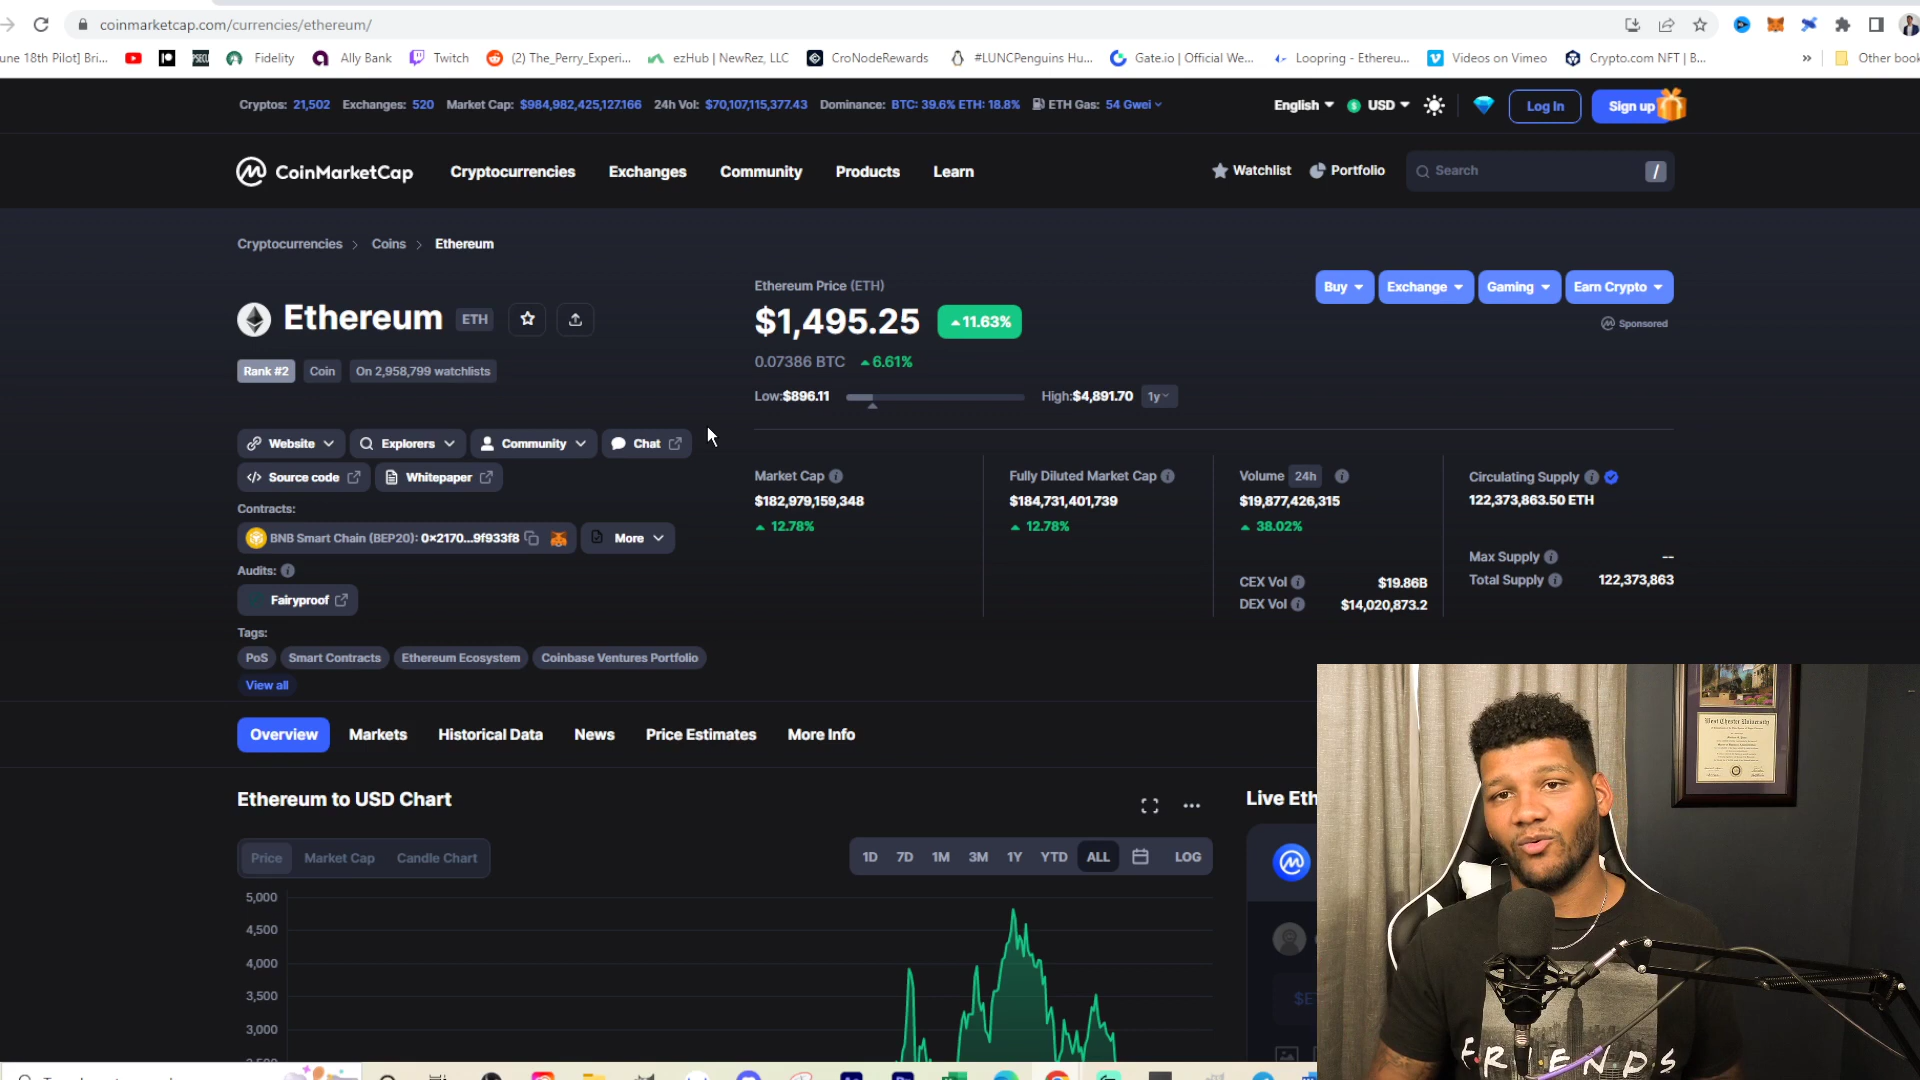 coinmarketcap.com/currencies/ethereum/
une 18th Pilot] Bri... Fidelity Ally Bank Twitch (2) The_Perry_Experi... ezHub | NewRez, LLC CroNodeRewards #LUNCPenguins Hu... Gate.io | Official We... Loopring - Ethereu... Videos on Vimeo Crypto.com NFT | B... » Other book
Cryptos: 21,502 Exchanges: 520 Market Cap: $984,982,425,127.166 24h Vol: $70,107,115,377.43 Dominance: BTC: 39.6% ETH: 18.8% ETH Gas: 54 Gwei English USD Log In Sign up
CoinMarketCap Cryptocurrencies Exchanges Community Products Learn Watchlist Portfolio Search /
Cryptocurrencies > Coins > Ethereum
Ethereum Price (ETH)
Buy Exchange Gaming Earn Crypto
Ethereum ETH
$1,495.25 11.63%
Sponsored
0.07386 BTC 6.61%
Rank #2 Coin On 2,958,799 watchlists
Low:$896.11 High:$4,891.70 1y
Website Explorers Community Chat
Source code Whitepaper
Market Cap Fully Diluted Market Cap Volume 24h Circulating Supply
$182,979,159,348 $184,731,401,739 $19,877,426,315 122,373,863.50 ETH
12.78% 12.78% 38.02%
Contracts:
BNB Smart Chain (BEP20): 0x2170...9f933f8 More
Max Supply --
Audits:
CEX Vol $19.86B
Total Supply 122,373,863
Fairyproof
DEX Vol $14,020,873.2
Tags:
PoS Smart Contracts Ethereum Ecosystem Coinbase Ventures Portfolio
View all
Overview Markets Historical Data News Price Estimates More Info
West Chester University
Ethereum to USD Chart
Live Eth
Price Market Cap Candle Chart
1D 7D 1M 3M 1Y YTD ALL LOG
5,000
4,500
4,000
3,500
3,000
$E
FRIENDS